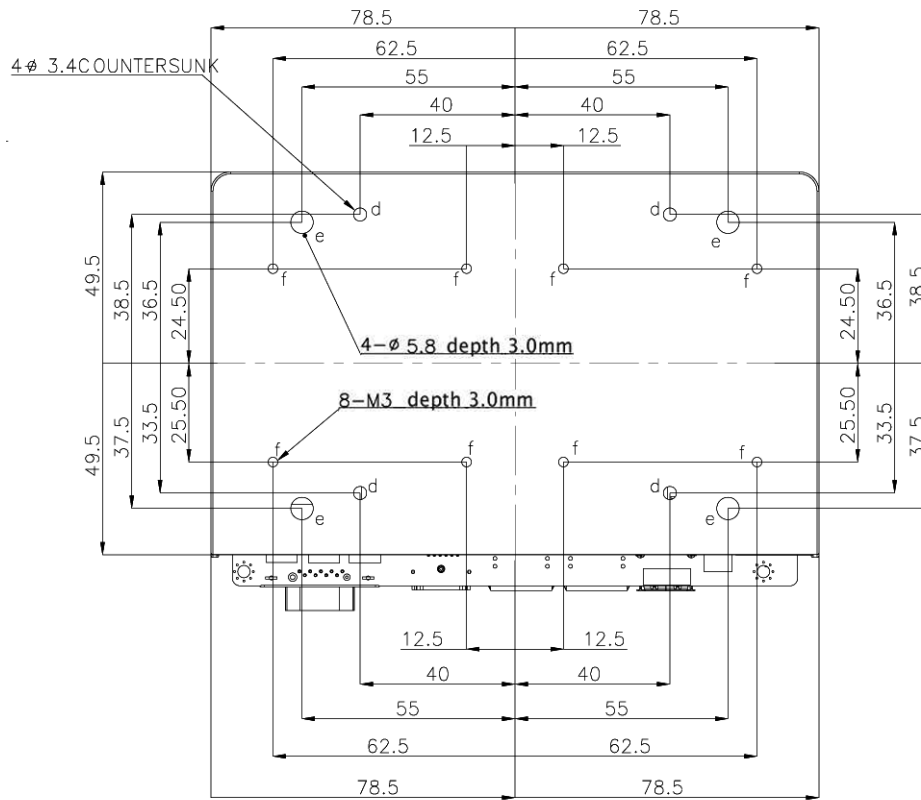 78.5 78.5
62.5 62.5
4ø 3.4COUNTERSUNK
55 55
40 40
12.5 12.5
d d
e e
f f f f
49.5 38.5 36.5 24.50 24.50 36.5 38.5
4-ø 5.8 depth 3.0mm
8-M3 depth 3.0mm
49.5 37.5 33.5 25.50 25.50 33.5 37.5
f f f f
d d
e e
12.5 12.5
40 40
55 55
62.5 62.5
78.5 78.5